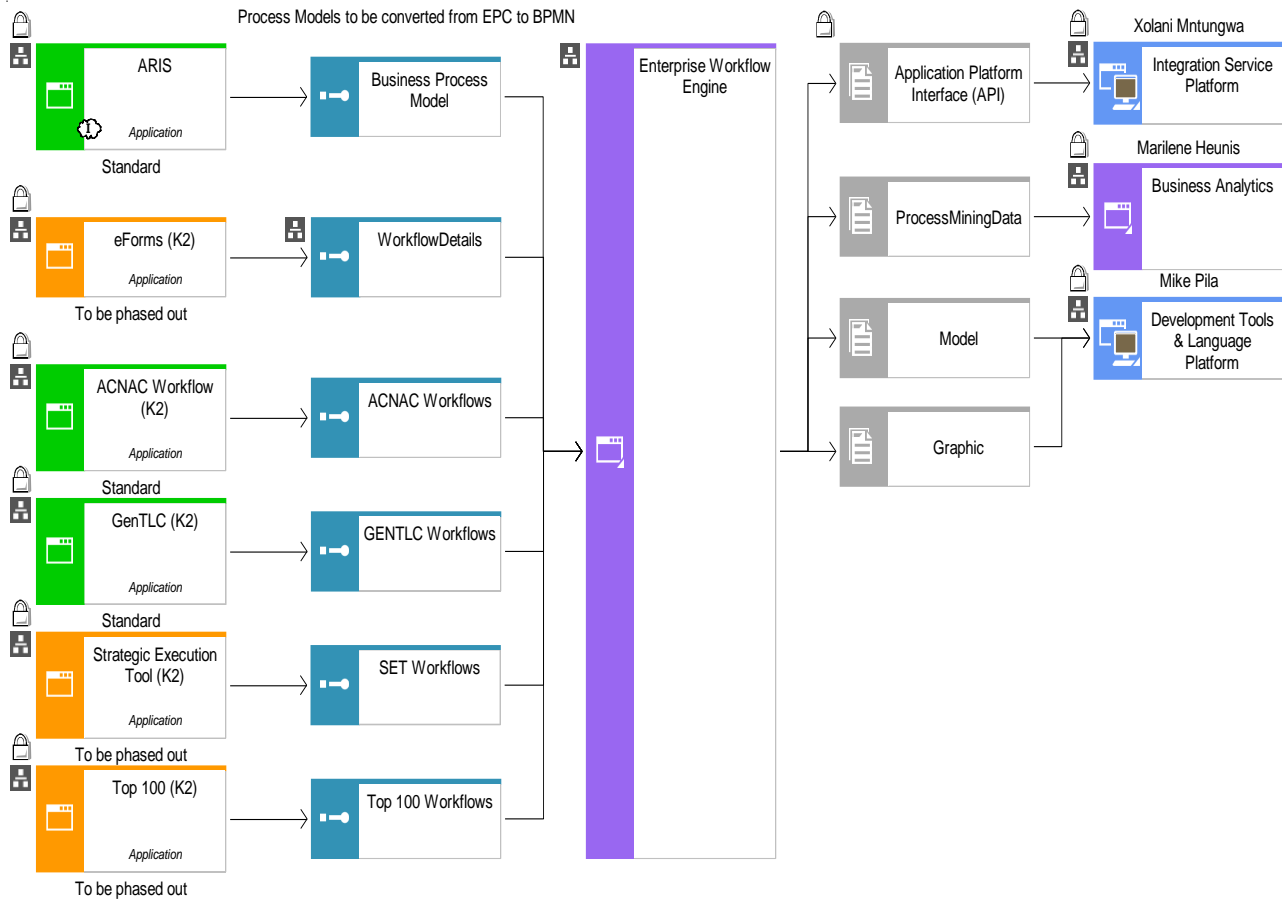 Process Models to be converted from EPC to BPMN
ARIS
Application
Standard
Business Process
Model
eForms (K2)
Application
To be phased out
WorkflowDetails
ACNAC Workflow
(K2)
Application
Standard
ACNAC Workflows
GenTLC (K2)
Application
Standard
GENTLC Workflows
Strategic Execution
Tool (K2)
Application
To be phased out
SET Workflows
Top 100 (K2)
Application
To be phased out
Top 100 Workflows
Enterprise Workflow
Engine
Application Platform
Interface (API)
ProcessMiningData
Model
Graphic
Xolani Mntungwa
Integration Service
Platform
Marilene Heunis
Business Analytics
Mike Pila
Development Tools
& Language
Platform
I